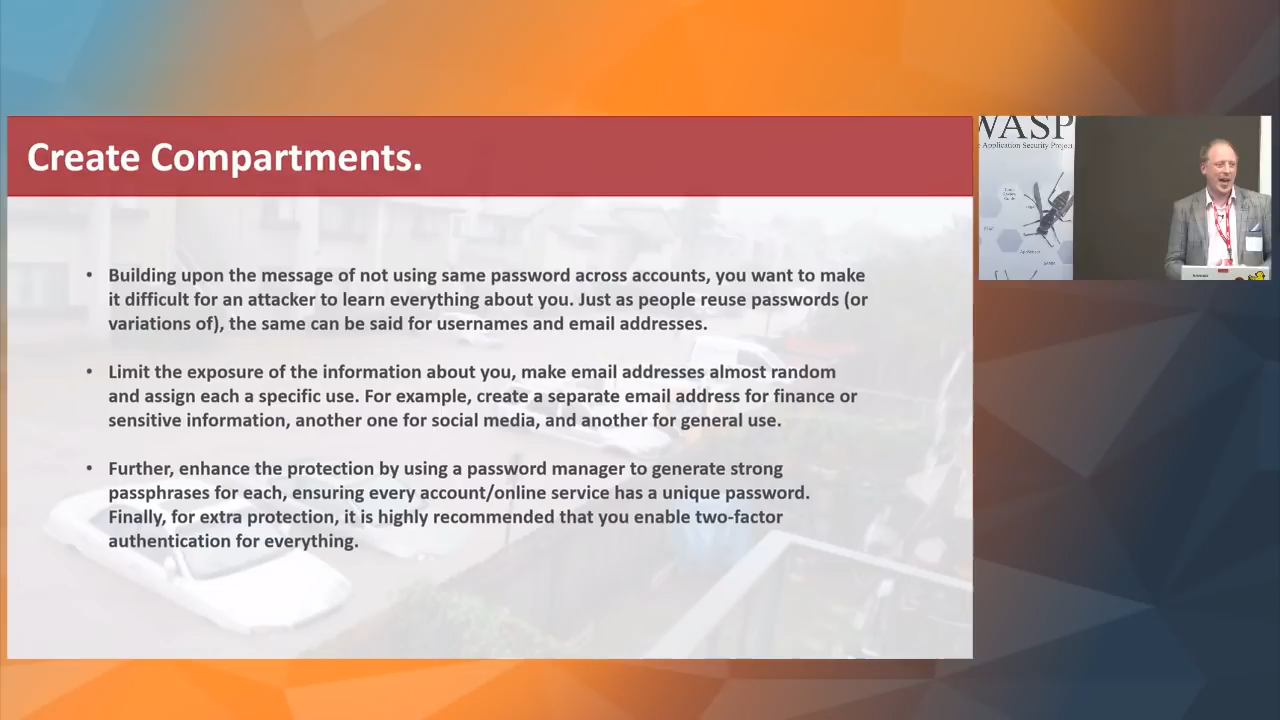 Create Compartments.
WASP
Application Security Project
• Building upon the message of not using same password across accounts, you want to make
it difficult for an attacker to learn everything about you. Just as people reuse passwords (or
variations of), the same can be said for usernames and email addresses.
• Limit the exposure of the information about you, make email addresses almost random
and assign each a specific use. For example, create a separate email address for finance or
sensitive information, another one for social media, and another for general use.
• Further, enhance the protection by using a password manager to generate strong
passphrases for each, ensuring every account/online service has a unique password.
Finally, for extra protection, it is highly recommended that you enable two-factor
authentication for everything.